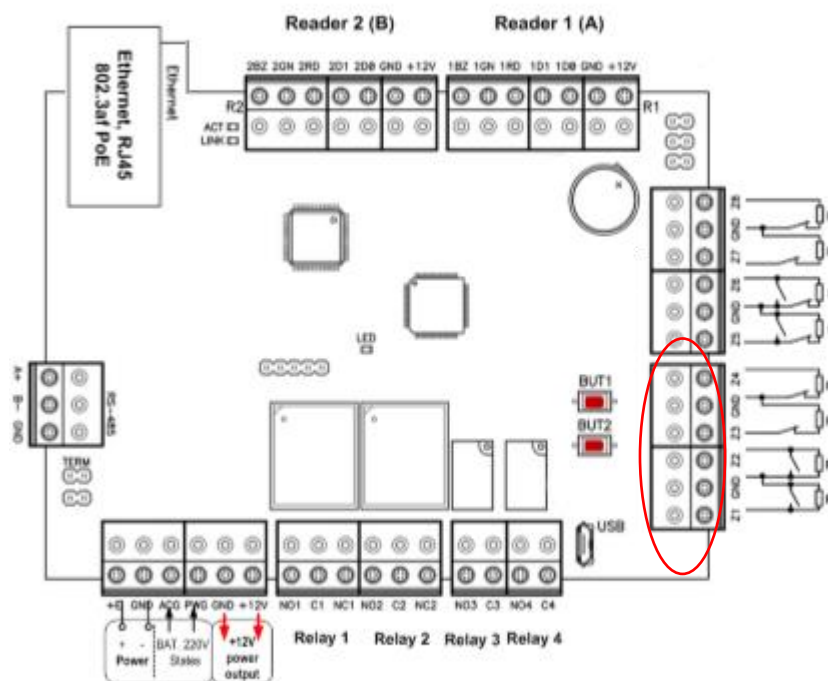 Reader 2 (B)
Reader 1 (A)
Ethernet, RJ45
802.3af PoE
Ethernet
2BZ 2GN 2RD 2D1 2D0 GND +12V
1BZ 1GN 1RD 1D1 1D0 GND +12V
R2
R1
ACT
LINK
Z8
GND
Z7
Z6
GND
Z5
LED
A+
B-
GND
RS-485
BUT1
BUT2
Z4
GND
Z3
Z2
GND
Z1
TERM
USB
GND ACG PWG GND +12V
NO1 C1 NC1 NO2 C2 NC2 NO3 C3 NO4 C4
+ -
Power
BAT. 220V
States
+12V
power
output
Relay 1
Relay 2
Relay 3
Relay 4